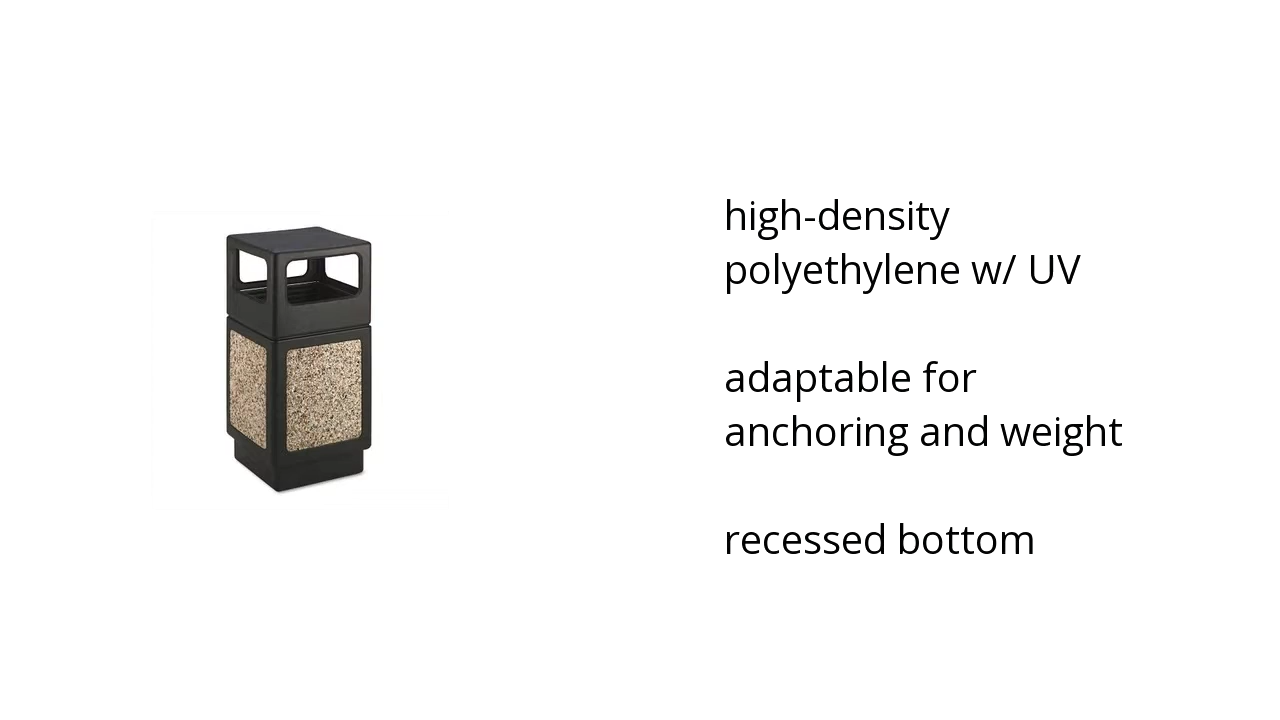 high-density
polyethylene w/ UV
adaptable for
anchoring and weight
recessed bottom